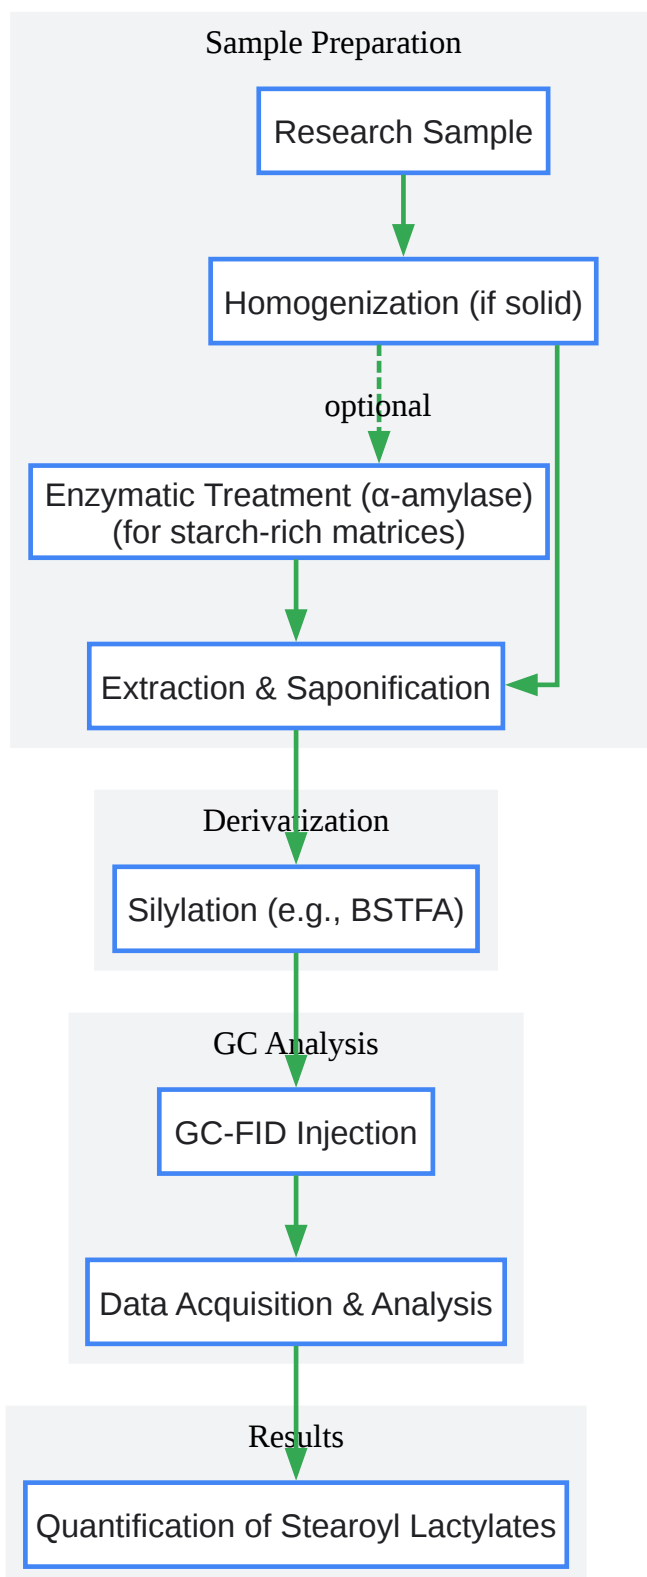 Sample Preparation
Research Sample
Homogenization (if solid)
optional
Enzymatic Treatment (α-amylase)
(for starch-rich matrices)
Extraction & Saponification
Derivatization
Silylation (e.g., BSTFA)
GC Analysis
GC-FID Injection
Data Acquisition & Analysis
Results
Quantification of Stearoyl Lactylates